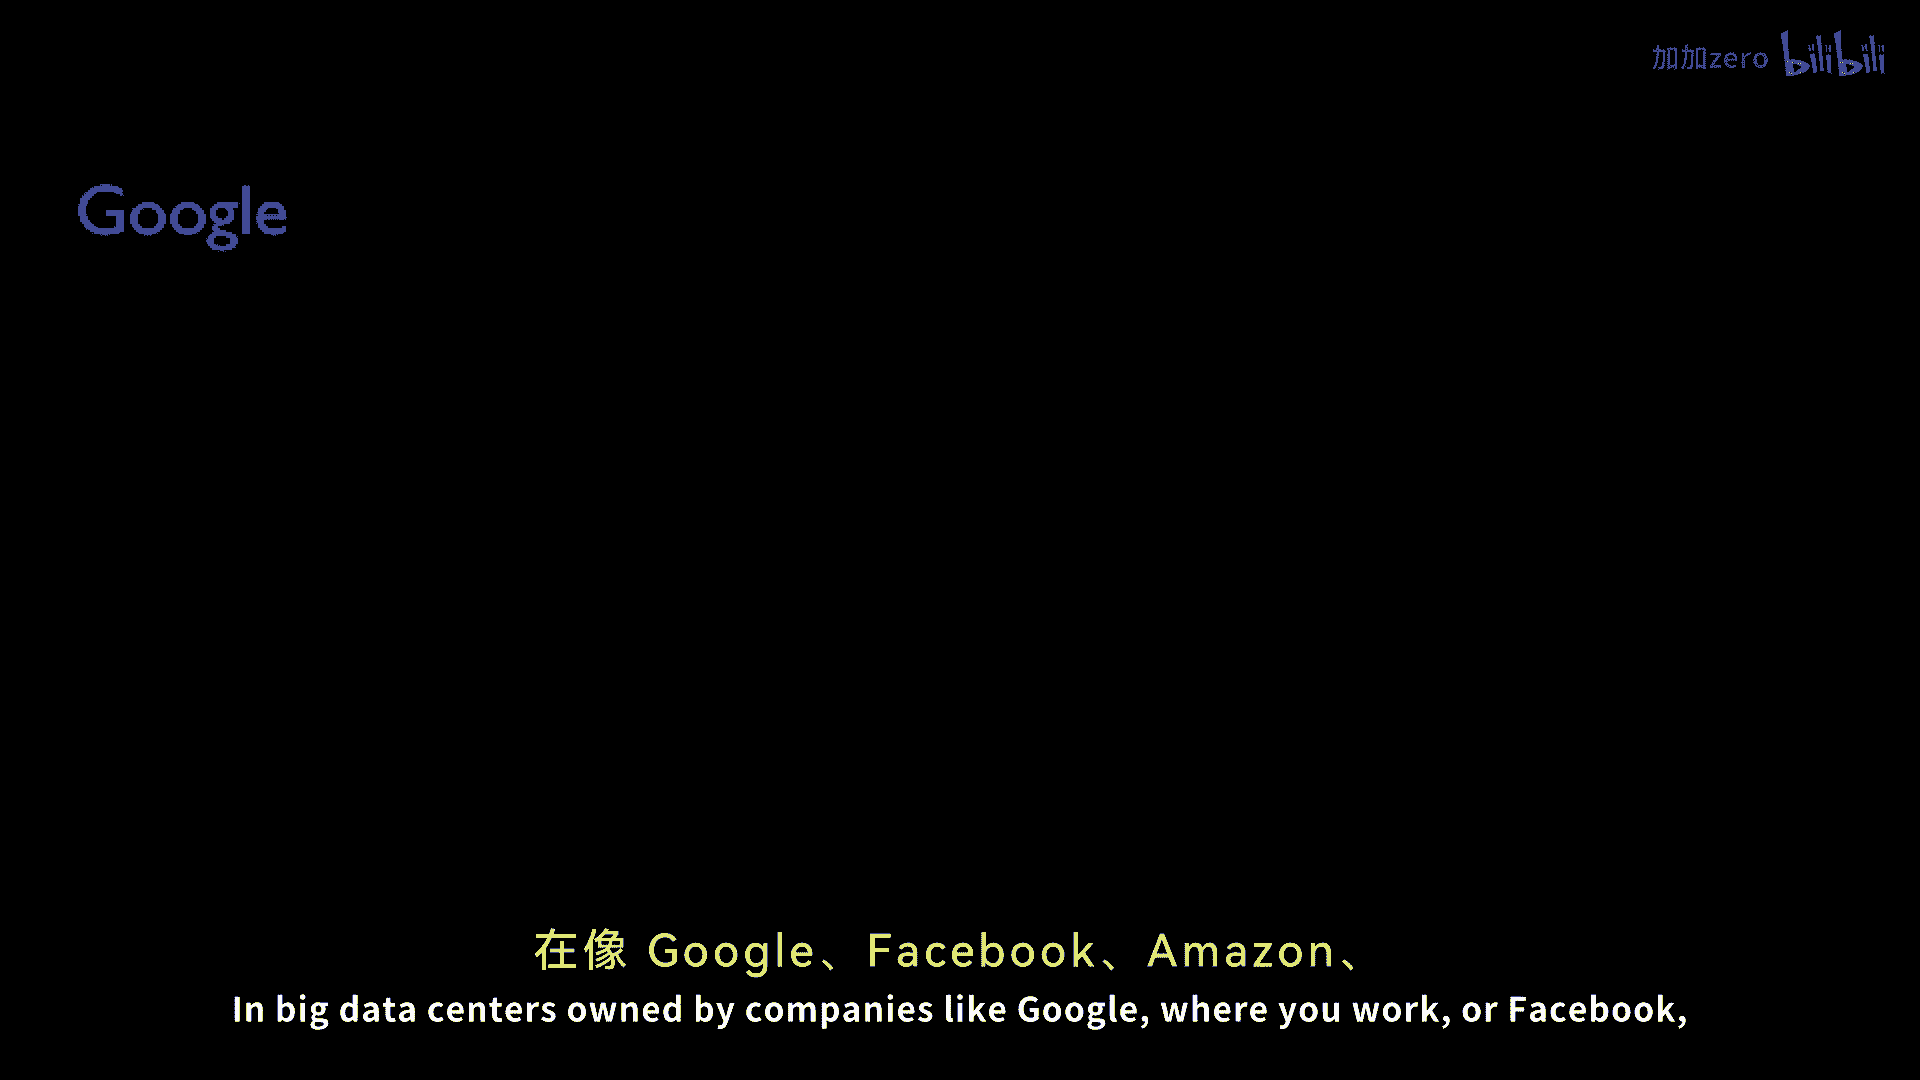 加加zero bilibili
Google
在像 Google、Facebook、Amazon、
In big data centers owned by companies like Google, where you work, or Facebook,